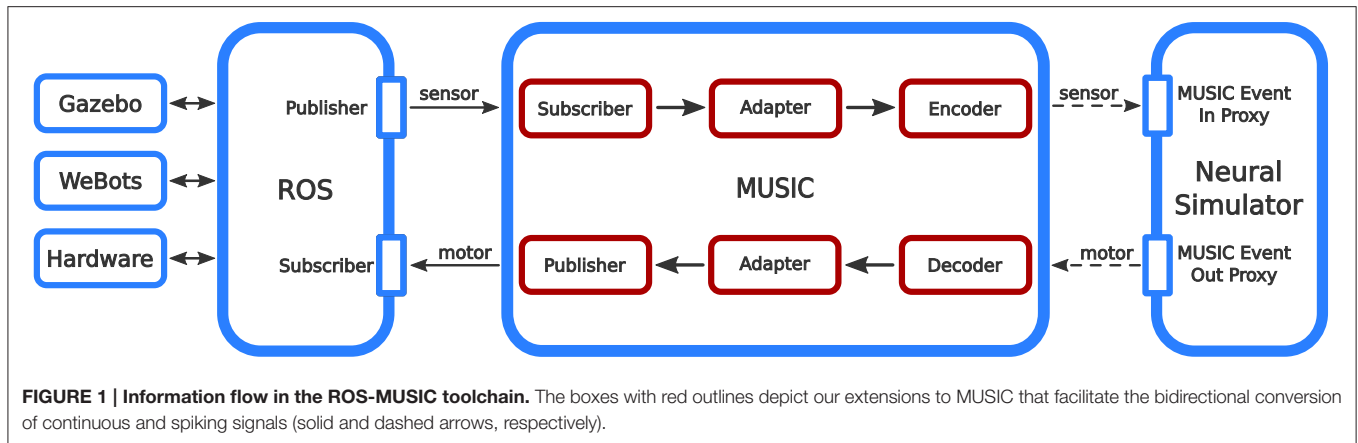 Gazebo
WeBots
Hardware
Publisher
ROS
Subscriber
sensor
motor
Subscriber
Adapter
Encoder
MUSIC
Publisher
Adapter
Decoder
sensor
motor
MUSIC Event
In Proxy
Neural
Simulator
MUSIC Event
Out Proxy
FIGURE 1 | Information flow in the ROS-MUSIC toolchain. The boxes with red outlines depict our extensions to MUSIC that facilitate the bidirectional conversion
of continuous and spiking signals (solid and dashed arrows, respectively).